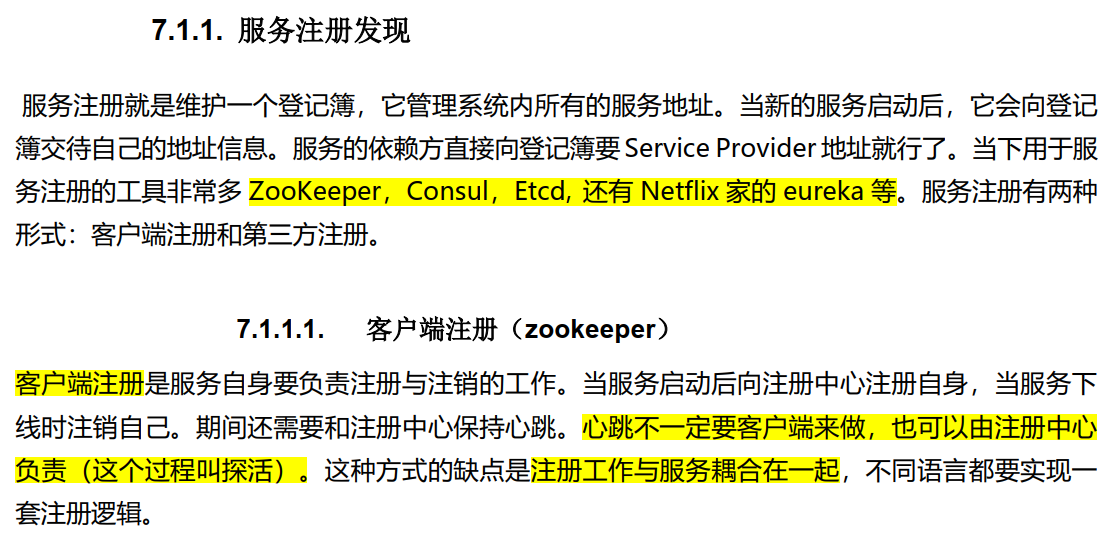 7.1.1. 服务注册发现
服务注册就是维护一个登记簿，它管理系统内所有的服务地址。当新的服务启动后，它会向登记
簿交待自己的地址信息。服务的依赖方直接向登记簿要 Service Provider 地址就行了。当下用于服
务注册的工具非常多 ZooKeeper，Consul，Etcd, 还有 Netflix 家的 eureka 等。服务注册有两种
形式：客户端注册和第三方注册。
7.1.1.1. 客户端注册（zookeeper）
客户端注册是服务自身要负责注册与注销的工作。当服务启动后向注册中心注册自身，当服务下
线时注销自己。期间还需要和注册中心保持心跳。心跳不一定要客户端来做，也可以由注册中心
负责（这个过程叫探活）。这种方式的缺点是注册工作与服务耦合在一起，不同语言都要实现一
套注册逻辑。